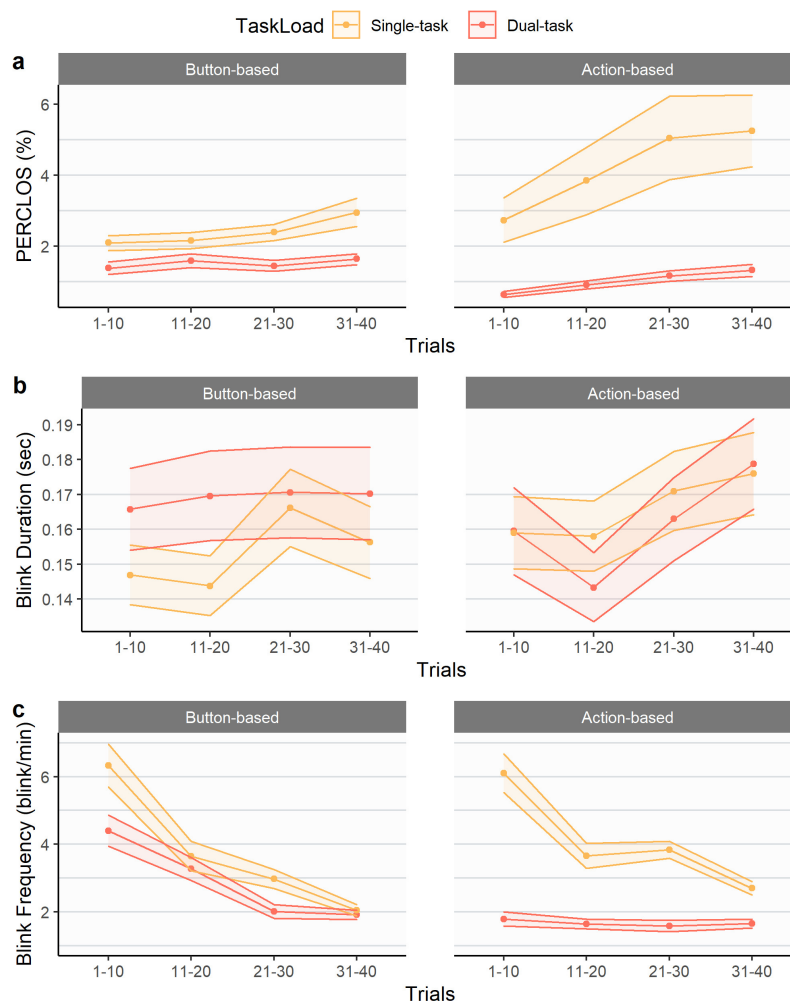 TaskLoad Single-task Dual-task
a
Button-based Action-based
PERCLOS (%)
6
4
2
1-10 11-20 21-30 31-40 1-10 11-20 21-30 31-40
Trials
b
Button-based Action-based
Blink Duration (sec)
0.19
0.18
0.17
0.16
0.15
0.14
1-10 11-20 21-30 31-40 1-10 11-20 21-30 31-40
Trials
c
Button-based Action-based
Blink Frequency (blink/min)
6
4
2
1-10 11-20 21-30 31-40 1-10 11-20 21-30 31-40
Trials